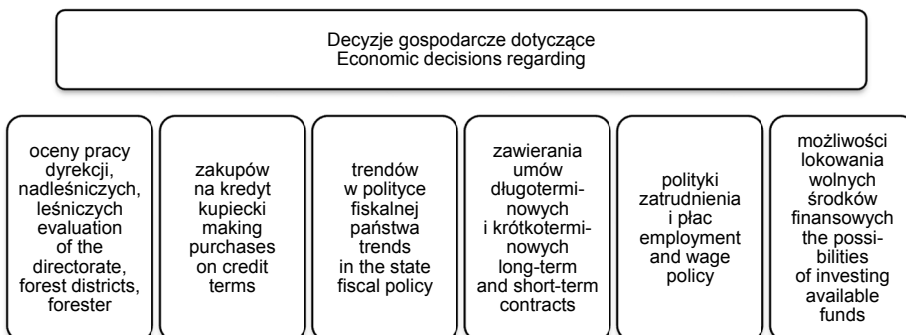 Decyzje gospodarcze dotyczące
Economic decisions regarding
oceny pracy
dyrekcji,
nadleśniczych,
leśniczych
evaluation
of the
directorate,
forest districts,
forester
zakupów
na kredyt
kupiecki
making
purchases
on credit
terms
trendów
w polityce
fiskalnej
państwa
trends
in the state
fiscal policy
zawierania
umów
długotermi-
nowych
i krótkotermi-
nowych
long-term
and short-term
contracts
polityki
zatrudnienia
i płac
employment
and wage
policy
możliwości
lokowania
wolnych
środków
finansowych
the possi-
bilities
of investing
available
funds